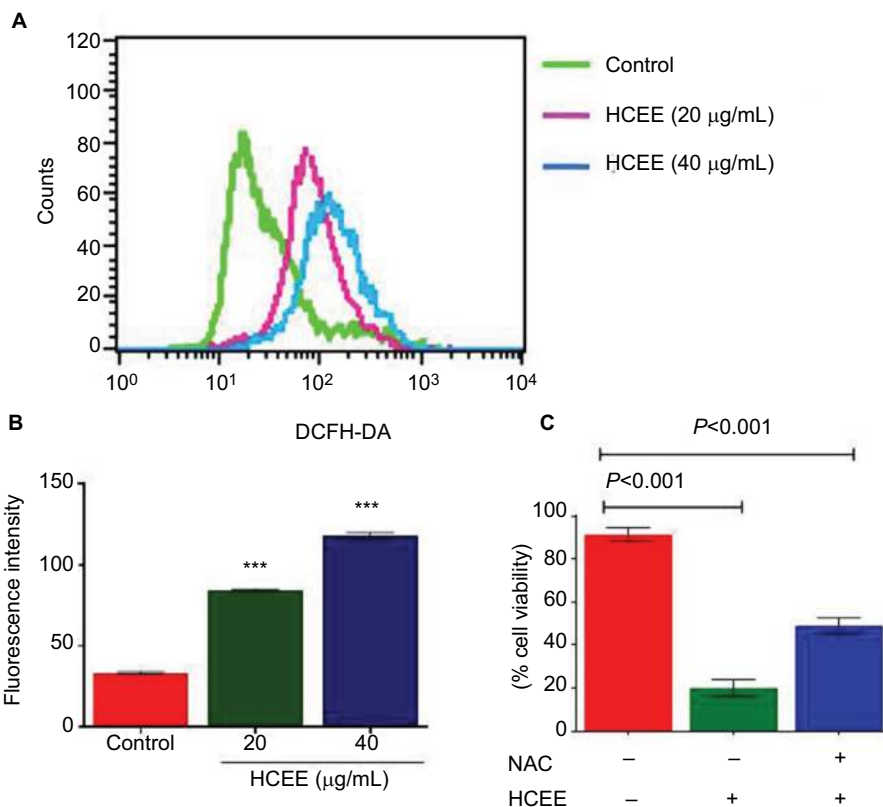 A
120
100
80
60
40
20
0
Counts
10⁰ 10¹ 10² 10³ 10⁴
DCFH-DA
Control
HCEE (20 μg/mL)
HCEE (40 μg/mL)
B
150
100
50
0
Fluorescence intensity
***
***
Control 20 40
HCEE (μg/mL)
C
P<0.001
P<0.001
100
80
60
40
20
0
(% cell viability)
NAC – – +
HCEE – + +